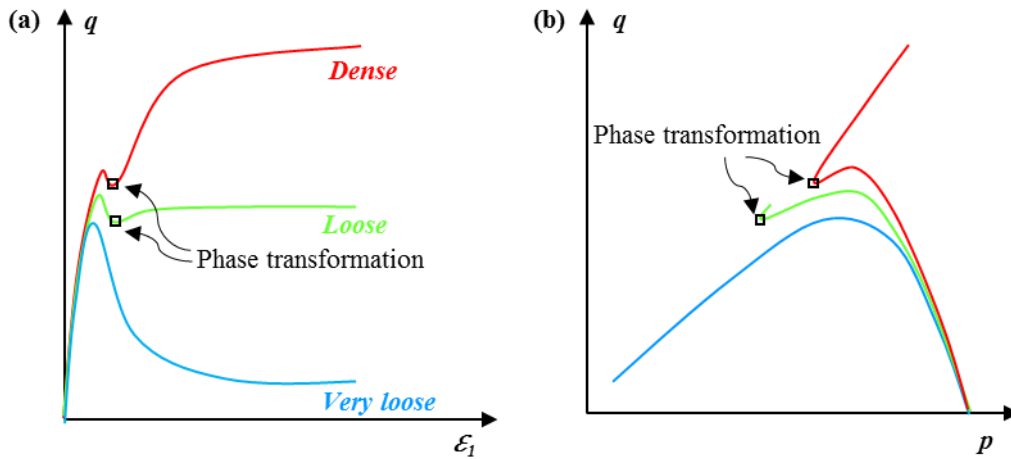 (a)
q
Dense
Loose
Phase transformation
Very loose
ε1
(b)
q
Phase transformation
p